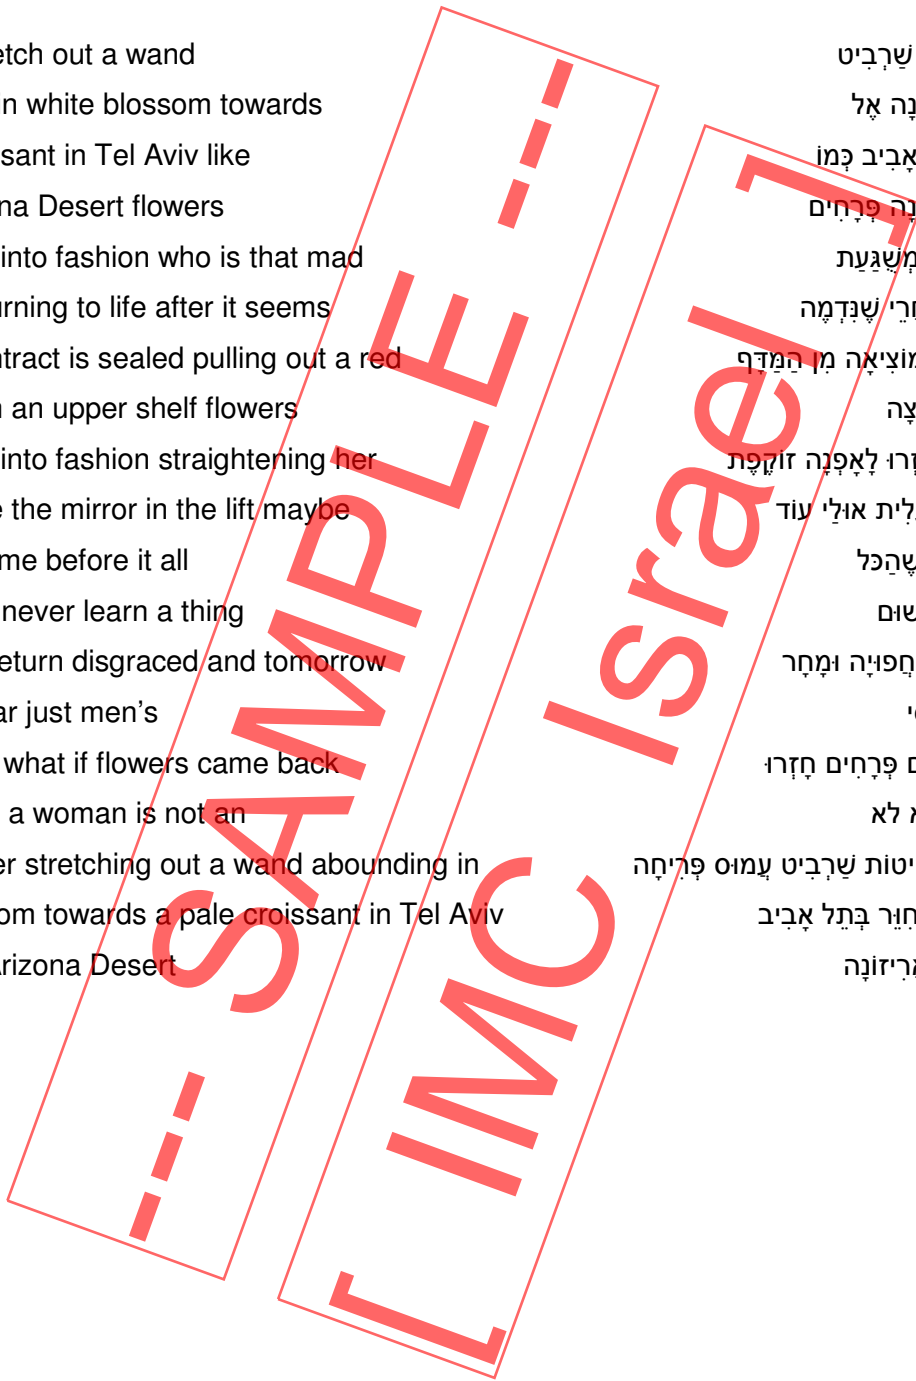 etch out a wand
in white blossom towards
ssant in Tel Aviv like
na Desert flowers
into fashion who is that mad
urning to life after it seems
ntract is sealed pulling out a red
n an upper shelf flowers
into fashion straightening her
e the mirror in the lift maybe
me before it all
never learn a thing
return disgraced and tomorrow
ar just men's
what if flowers came back
a woman is not an
er stretching out a wand abounding in
om towards a pale croissant in Tel Aviv
Arizona Desert
שַׁרְבִיט
נָה אֶל
אָבִיב כְּמוֹ
נָה פְּרָחִים
מְשֻׁגַּעַת
חֲרֵי שֶׁנִּדְמֶה
מוֹצִיאָה מִן הַמַּדָּף
צָה
זְרוּ לָאָפְנָה זוֹקֶפֶת
לִית אוּלַי עוֹד
שֶׁהַכֹּל
שׁוּם
חֲפוּיָה וּמָחָר
י
ם פְּרָחִים חָזְרוּ
א לֹא
יטוֹת שַׁרְבִיט עֲמוּס פְּרִיחָה
חִוֵּר בְּתֵל אָבִיב
אֲרִיזוֹנָה
--- SAMPLE ---
[ IMC Israel ]